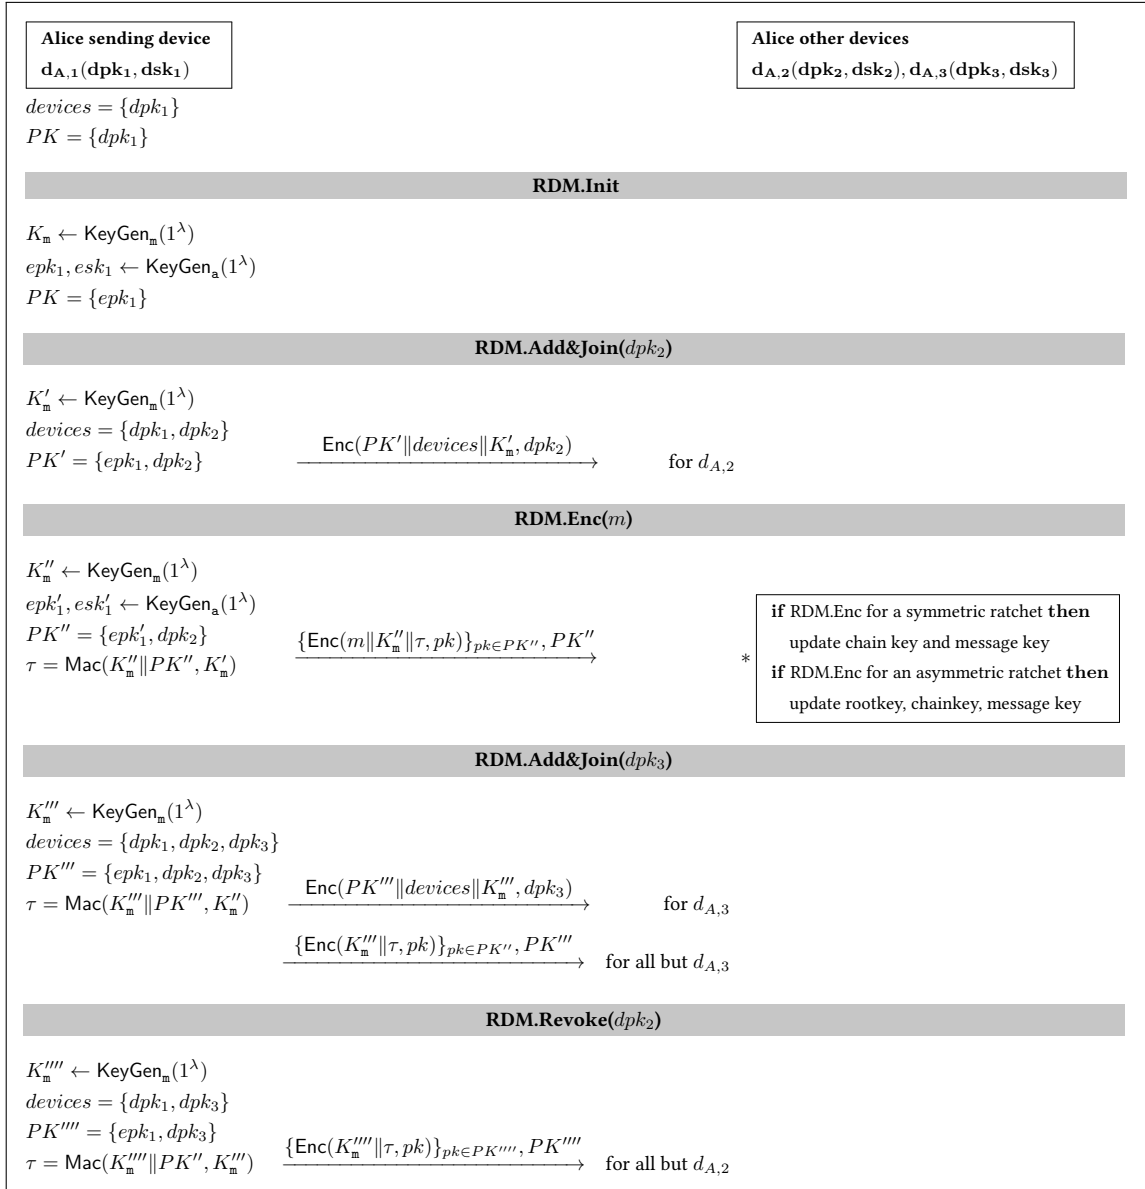 Alice sending device
d_{A,1}(dpk_1, dsk_1)
Alice other devices
d_{A,2}(dpk_2, dsk_2), d_{A,3}(dpk_3, dsk_3)
devices = {dpk_1}
PK = {dpk_1}
RDM.Init
K_m ← KeyGen_m(1^λ)
epk_1, esk_1 ← KeyGen_a(1^λ)
PK = {epk_1}
RDM.Add&Join(dpk_2)
K′_m ← KeyGen_m(1^λ)
devices = {dpk_1, dpk_2}
PK′ = {epk_1, dpk_2}
Enc(PK′‖devices‖K′_m, dpk_2)
for d_{A,2}
RDM.Enc(m)
K′′_m ← KeyGen_m(1^λ)
epk′_1, esk′_1 ← KeyGen_a(1^λ)
PK′′ = {epk′_1, dpk_2}
τ = Mac(K′′_m‖PK′′, K′_m)
{Enc(m‖K′′_m‖τ, pk)}_{pk∈PK′′}, PK′′
*
if RDM.Enc for a symmetric ratchet then
update chain key and message key
if RDM.Enc for an asymmetric ratchet then
update rootkey, chainkey, message key
RDM.Add&Join(dpk_3)
K′′′_m ← KeyGen_m(1^λ)
devices = {dpk_1, dpk_2, dpk_3}
PK′′′ = {epk_1, dpk_2, dpk_3}
τ = Mac(K′′′_m‖PK′′′, K′′_m)
Enc(PK′′′‖devices‖K′′′_m, dpk_3)
for d_{A,3}
{Enc(K′′′_m‖τ, pk)}_{pk∈PK′′}, PK′′′
for all but d_{A,3}
RDM.Revoke(dpk_2)
K′′′′_m ← KeyGen_m(1^λ)
devices = {dpk_1, dpk_3}
PK′′′′ = {epk_1, dpk_3}
τ = Mac(K′′′′_m‖PK′′, K′′′_m)
{Enc(K′′′′_m‖τ, pk)}_{pk∈PK′′′′}, PK′′′′
for all but d_{A,2}